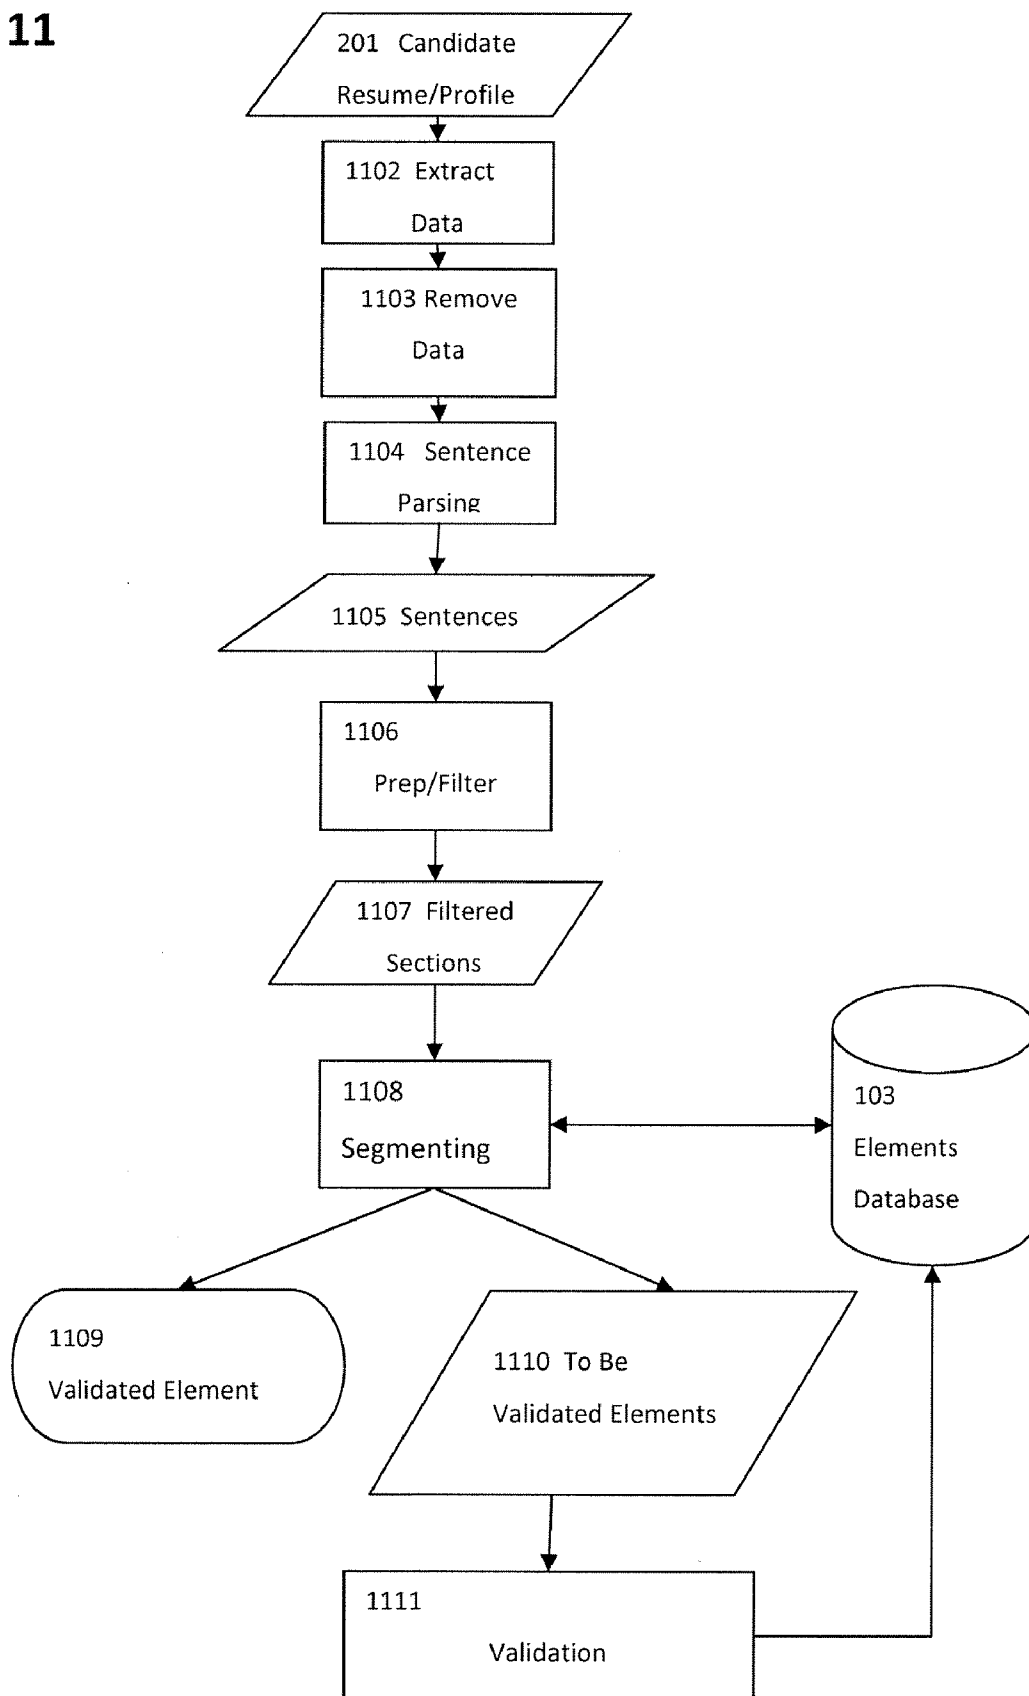 11
201 Candidate
Resume/Profile
1102 Extract
Data
1103 Remove
Data
1104 Sentence
Parsing
1105 Sentences
1106
Prep/Filter
1107 Filtered
Sections
1108
Segmenting
103
Elements
Database
1109
Validated Element
1110 To Be
Validated Elements
1111
Validation